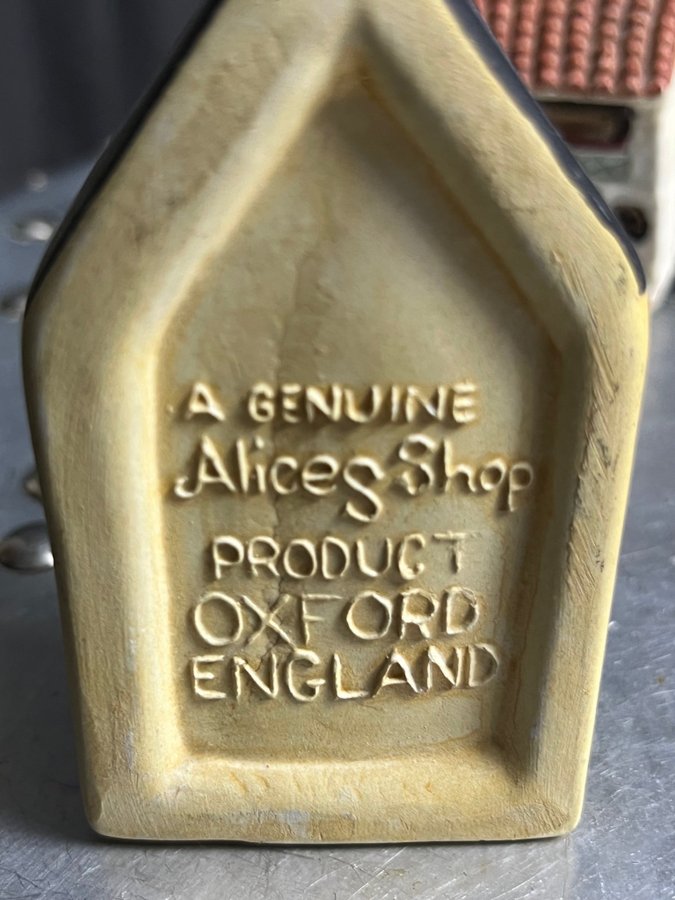 A GENUINE
Alices Shop
PRODUCT
OXFORD
ENGLAND